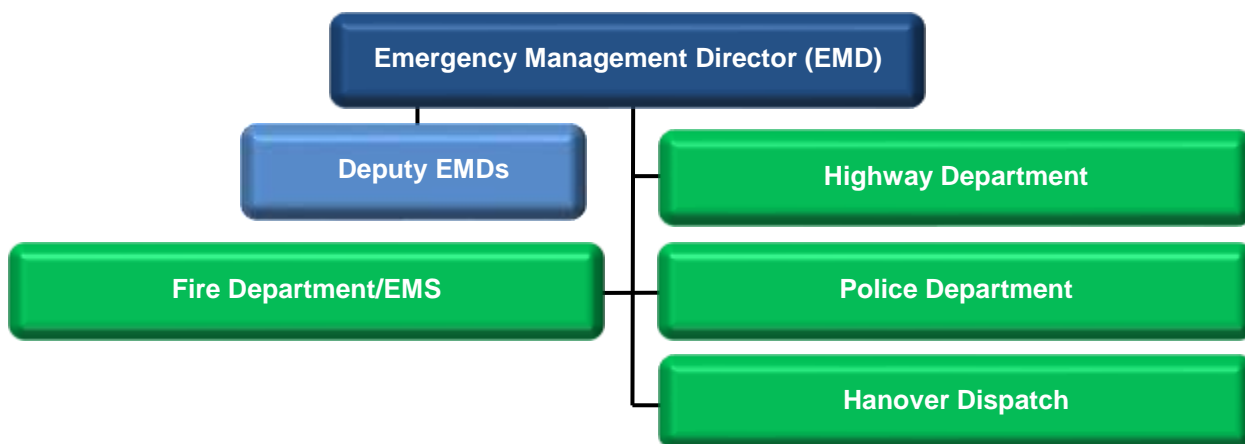 Emergency Management Director (EMD)
Deputy EMDs
Highway Department
Fire Department/EMS
Police Department
Hanover Dispatch